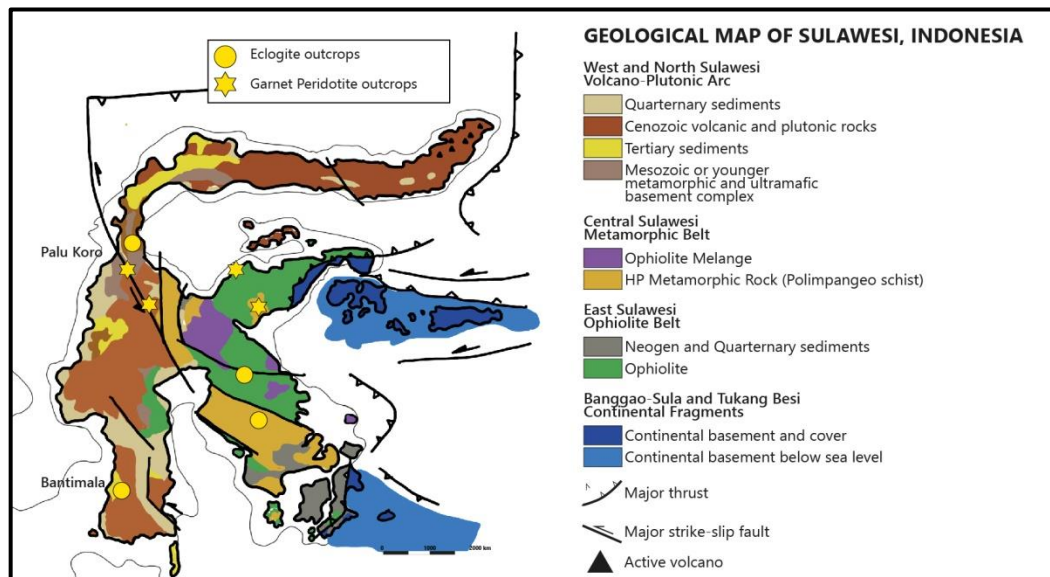 Eclogite outcrops
Garnet Peridotite outcrops
Palu Koro
Bantimala
0 1000 2000 km
GEOLOGICAL MAP OF SULAWESI, INDONESIA
West and North Sulawesi
Volcano-Plutonic Arc
Quarternary sediments
Cenozoic volcanic and plutonic rocks
Tertiary sediments
Mesozoic or younger
metamorphic and ultramafic
basement complex
Central Sulawesi
Metamorphic Belt
Ophiolite Melange
HP Metamorphic Rock (Polimpangeo schist)
East Sulawesi
Ophiolite Belt
Neogen and Quarternary sediments
Ophiolite
Banggao-Sula and Tukang Besi
Continental Fragments
Continental basement and cover
Continental basement below sea level
Major thrust
Major strike-slip fault
Active volcano